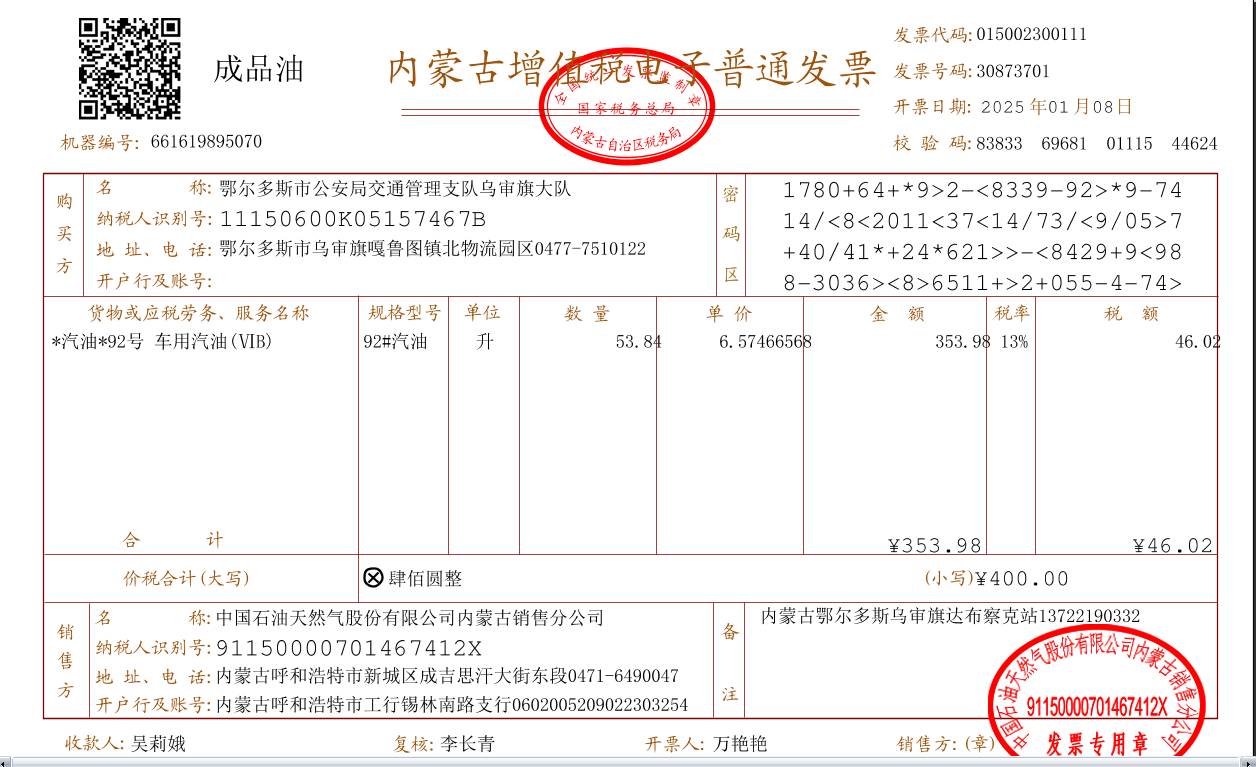 成品油
内蒙古增值税电子普通发票
全国统一发票监制章
国家税务总局
内蒙古自治区税务局
发票代码:015002300111
发票号码:30873701
开票日期: 2025年01月08日
机器编号: 661619895070
校 验 码:83833 69681 01115 44624
购买方
名 称: 鄂尔多斯市公安局交通管理支队乌审旗大队
纳税人识别号: 11150600K05157467B
地 址、电 话: 鄂尔多斯市乌审旗嘎鲁图镇北物流园区0477-7510122
开户行及账号:
密码区
1780+64+*9>2-<8339-92>*9-74
14/<8<2011<37<14/73/<9/05>7
+40/41*+24*621>>-<8429+9<98
8-3036><8>6511+>2+055-4-74>
货物或应税劳务、服务名称 规格型号 单位 数 量 单 价 金 额 税率 税 额
*汽油*92号 车用汽油(VIB) 92#汽油 升 53.84 6.57466568 353.98 13% 46.02
合 计 ¥353.98 ¥46.02
价税合计(大写) ⊗肆佰圆整 (小写)¥400.00
销售方
名 称: 中国石油天然气股份有限公司内蒙古销售分公司
纳税人识别号: 91150000701467412X
地 址、电 话: 内蒙古呼和浩特市新城区成吉思汗大街东段0471-6490047
开户行及账号: 内蒙古呼和浩特市工行锡林南路支行0602005209022303254
备注
内蒙古鄂尔多斯乌审旗达布察克站13722190332
中国石油天然气股份有限公司内蒙古销售分公司
91150000701467412X
发票专用章
收款人: 吴莉娥 复核: 李长青 开票人: 万艳艳 销售方: (章)